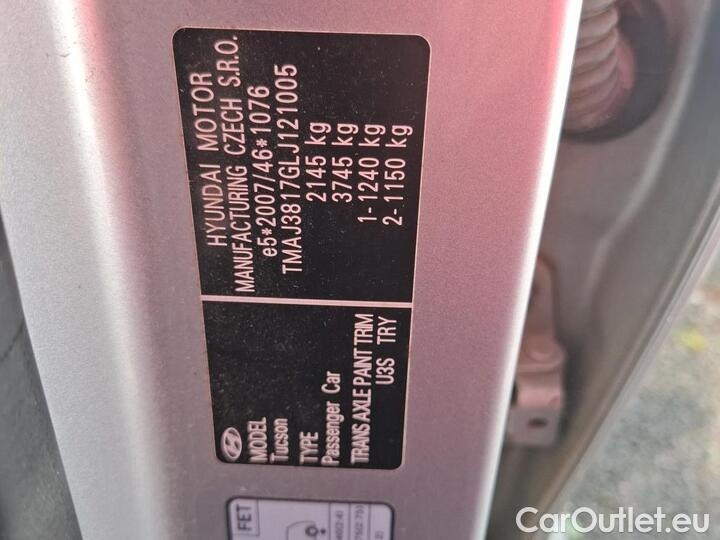 HYUNDAI MOTOR
MANUFACTURING CZECH S.R.O.
e5*2007/46*1076
TMAJ3817GLJ121005
2145 kg
3745 kg
1-1240 kg
2-1150 kg
MODEL
Tucson
TYPE
Passenger Car
TRANS AXLE PAINT TRIM
U3S TRY
FET
CarOutlet.eu